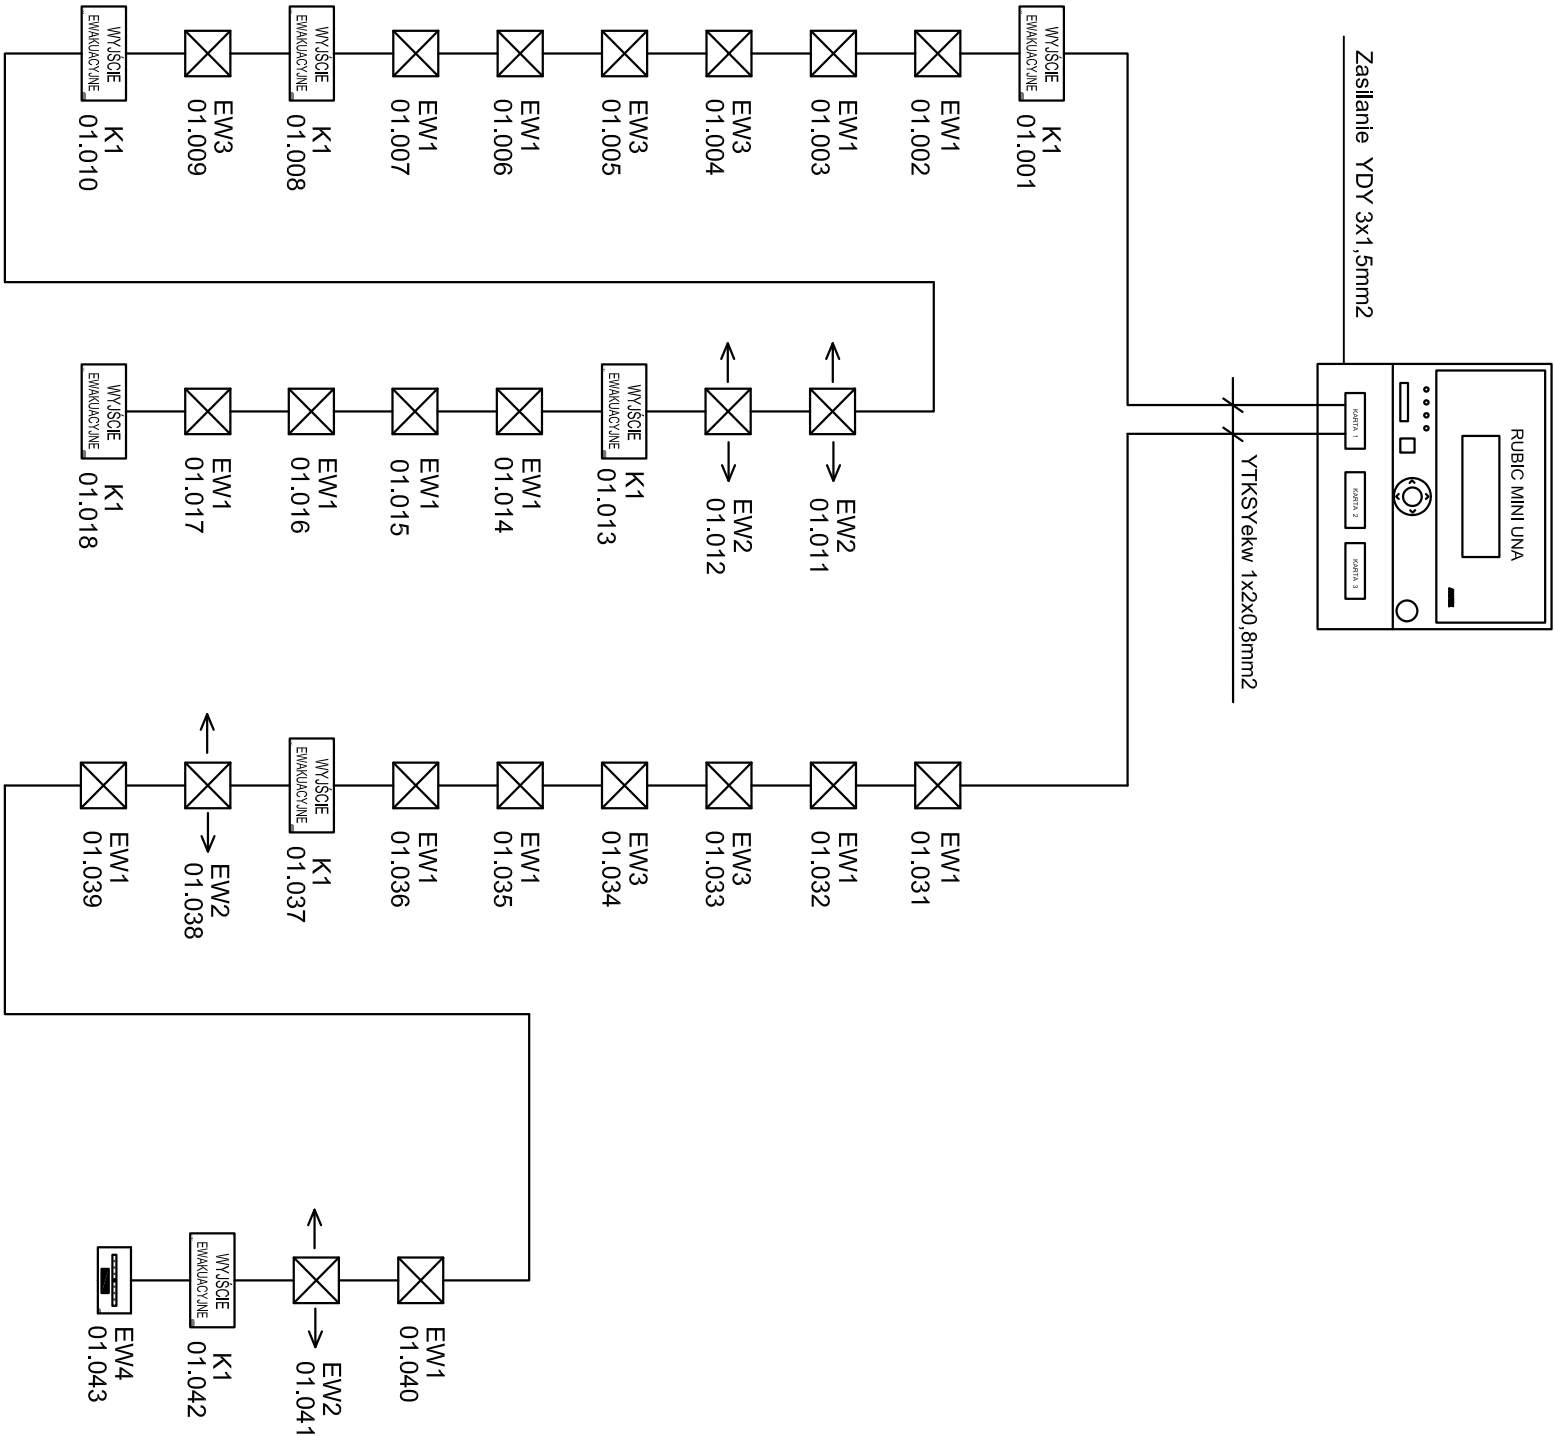 Zasilanie YDY 3x1,5mm2
RUBIC MINI UNA
KARTA 1
KARTA 2
KARTA 3
YTKSYekw 1x2x0,8mm2
WYJŚCIE
EWAKUACYJNE
K1
01.001
EW1
01.002
EW1
01.003
EW3
01.004
EW3
01.005
EW1
01.006
EW1
01.007
WYJŚCIE
EWAKUACYJNE
K1
01.008
EW3
01.009
WYJŚCIE
EWAKUACYJNE
K1
01.010
EW2
01.011
EW2
01.012
WYJŚCIE
EWAKUACYJNE
K1
01.013
EW1
01.014
EW1
01.015
EW1
01.016
EW1
01.017
WYJŚCIE
EWAKUACYJNE
K1
01.018
EW1
01.031
EW1
01.032
EW3
01.033
EW3
01.034
EW1
01.035
EW1
01.036
WYJŚCIE
EWAKUACYJNE
K1
01.037
EW2
01.038
EW1
01.039
EW1
01.040
EW2
01.041
WYJŚCIE
EWAKUACYJNE
K1
01.042
EW4
01.043